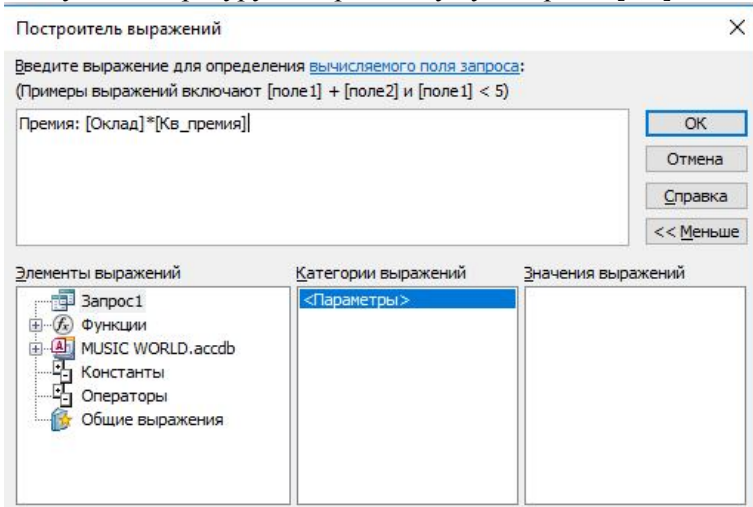 Построитель выражений
Введите выражение для определения вычисляемого поля запроса:
(Примеры выражений включают [поле1] + [поле2] и [поле1] < 5)
Премия: [Оклад]*[Кв_премия]
ОК
Отмена
Справка
<< Меньше
Элементы выражений
Категории выражений
Значения выражений
Запрос1
<Параметры>
Функции
MUSIC WORLD.accdb
Константы
Операторы
Общие выражения